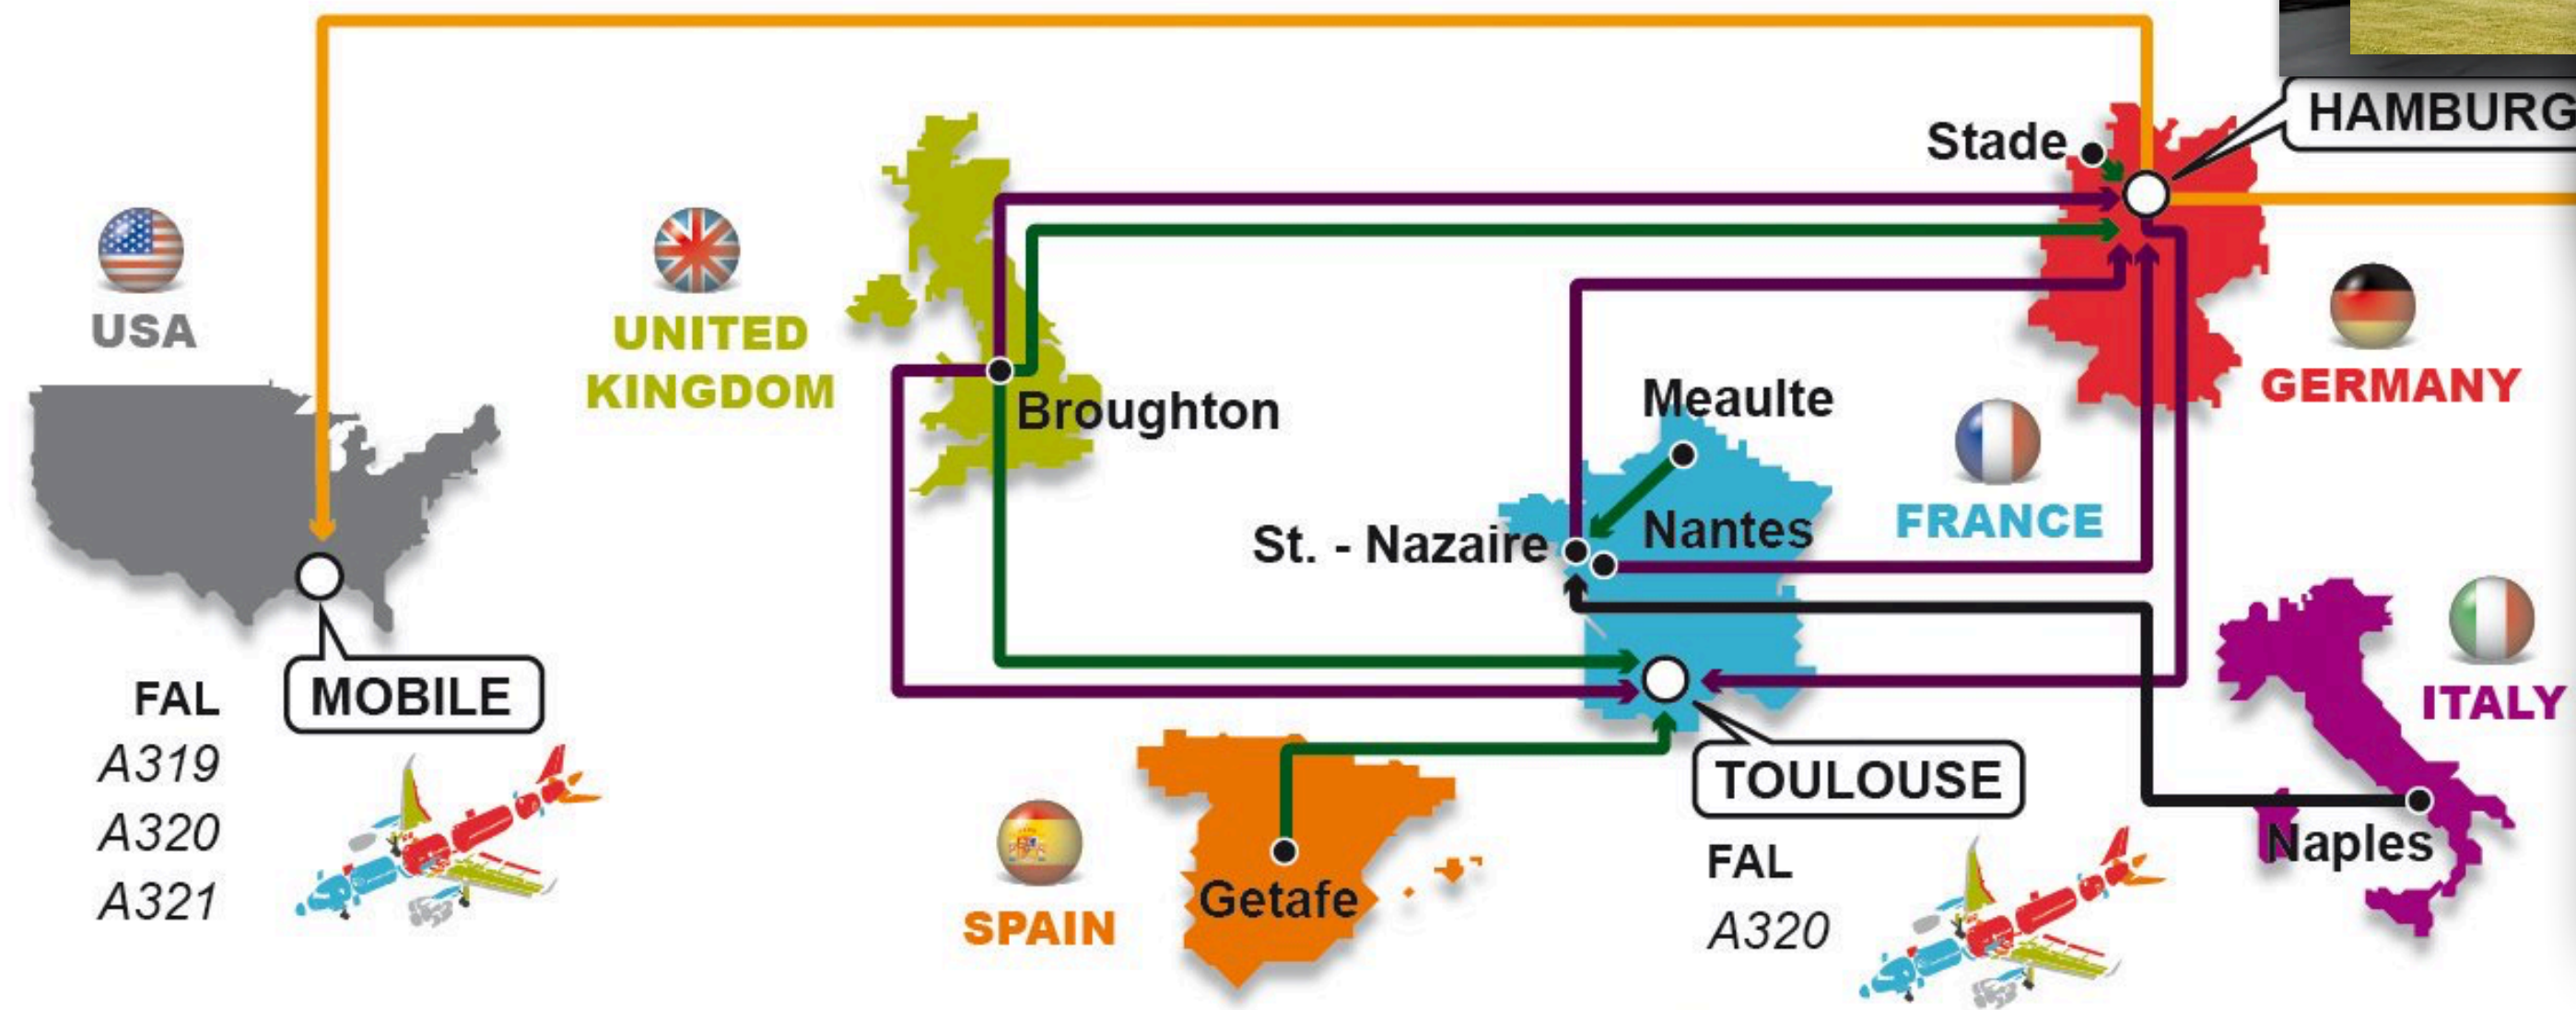 HAMBURG
Stade
USA
UNITED
KINGDOM
GERMANY
Broughton
Meaulte
FRANCE
St. - Nazaire
Nantes
MOBILE
FAL
A319
A320
A321
ITALY
TOULOUSE
SPAIN
Getafe
FAL
A320
Naples